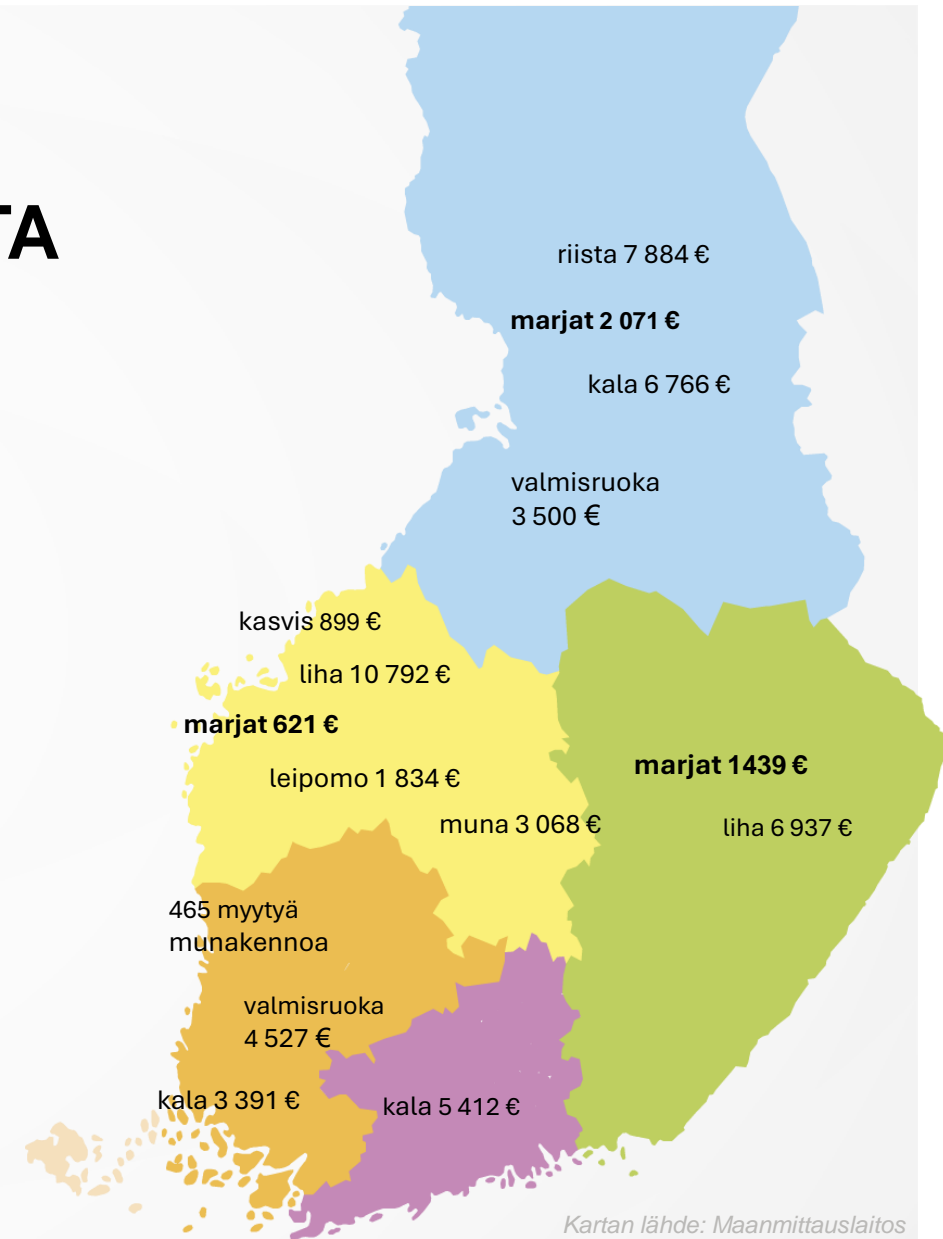 TA
riista 7 884 €
marjat 2 071 €
kala 6 766 €
valmisruoka
3 500 €
kasvis 899 €
liha 10 792 €
marjat 621 €
leipomo 1 834 €
muna 3 068 €
marjat 1439 €
liha 6 937 €
465 myytyä
munakennoa
valmisruoka
4 527 €
kala 3 391 €
kala 5 412 €
Kartan lähde: Maanmittauslaitos